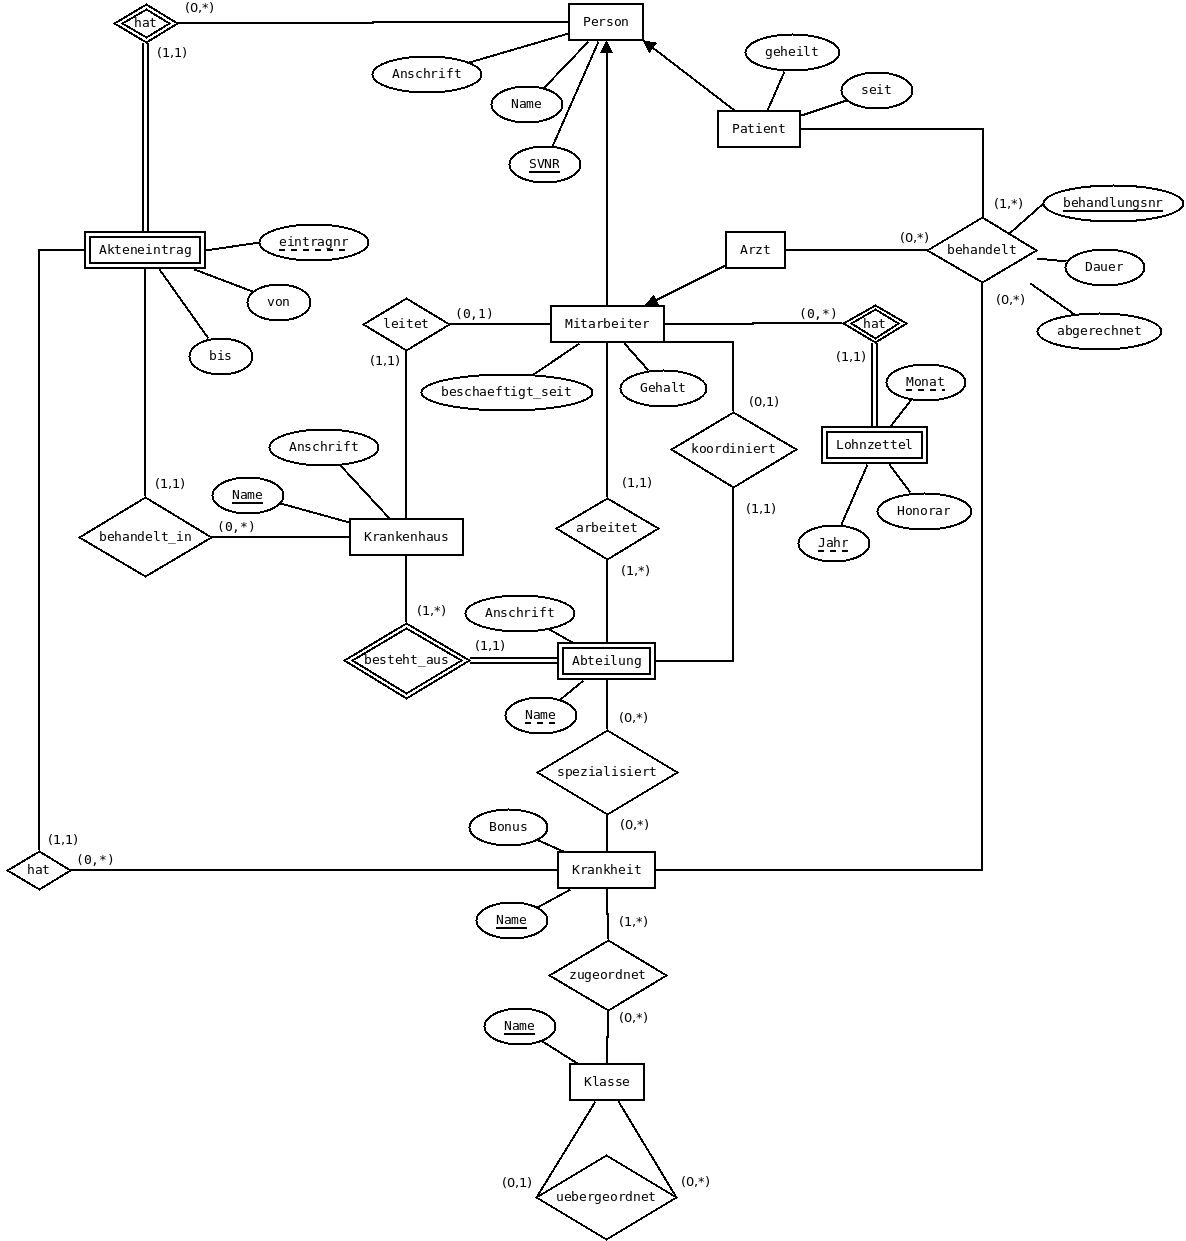 hat
(0,*)
Person
(1,1)
Anschrift
Name
SVNR
geheilt
seit
Patient
(1,*)
behandlungsnr
Akteneintrag
eintragnr
von
bis
Arzt
(0,*)
behandelt
Dauer
(0,*)
abgerechnet
leitet
(0,1)
Mitarbeiter
(0,*)
hat
(1,1)
(1,1)
beschaeftigt_seit
Gehalt
Monat
(0,1)
koordiniert
Lohnzettel
Anschrift
(1,1)
Name
(1,1)
(1,1)
Honorar
behandelt_in
(0,*)
Krankenhaus
arbeitet
Jahr
(1,*)
(1,*)
Anschrift
besteht_aus
(1,1)
Abteilung
Name
(0,*)
spezialisiert
(0,*)
Bonus
(1,1)
hat
(0,*)
Krankheit
Name
(1,*)
zugeordnet
(0,*)
Name
Klasse
(0,1)
uebergeordnet
(0,*)